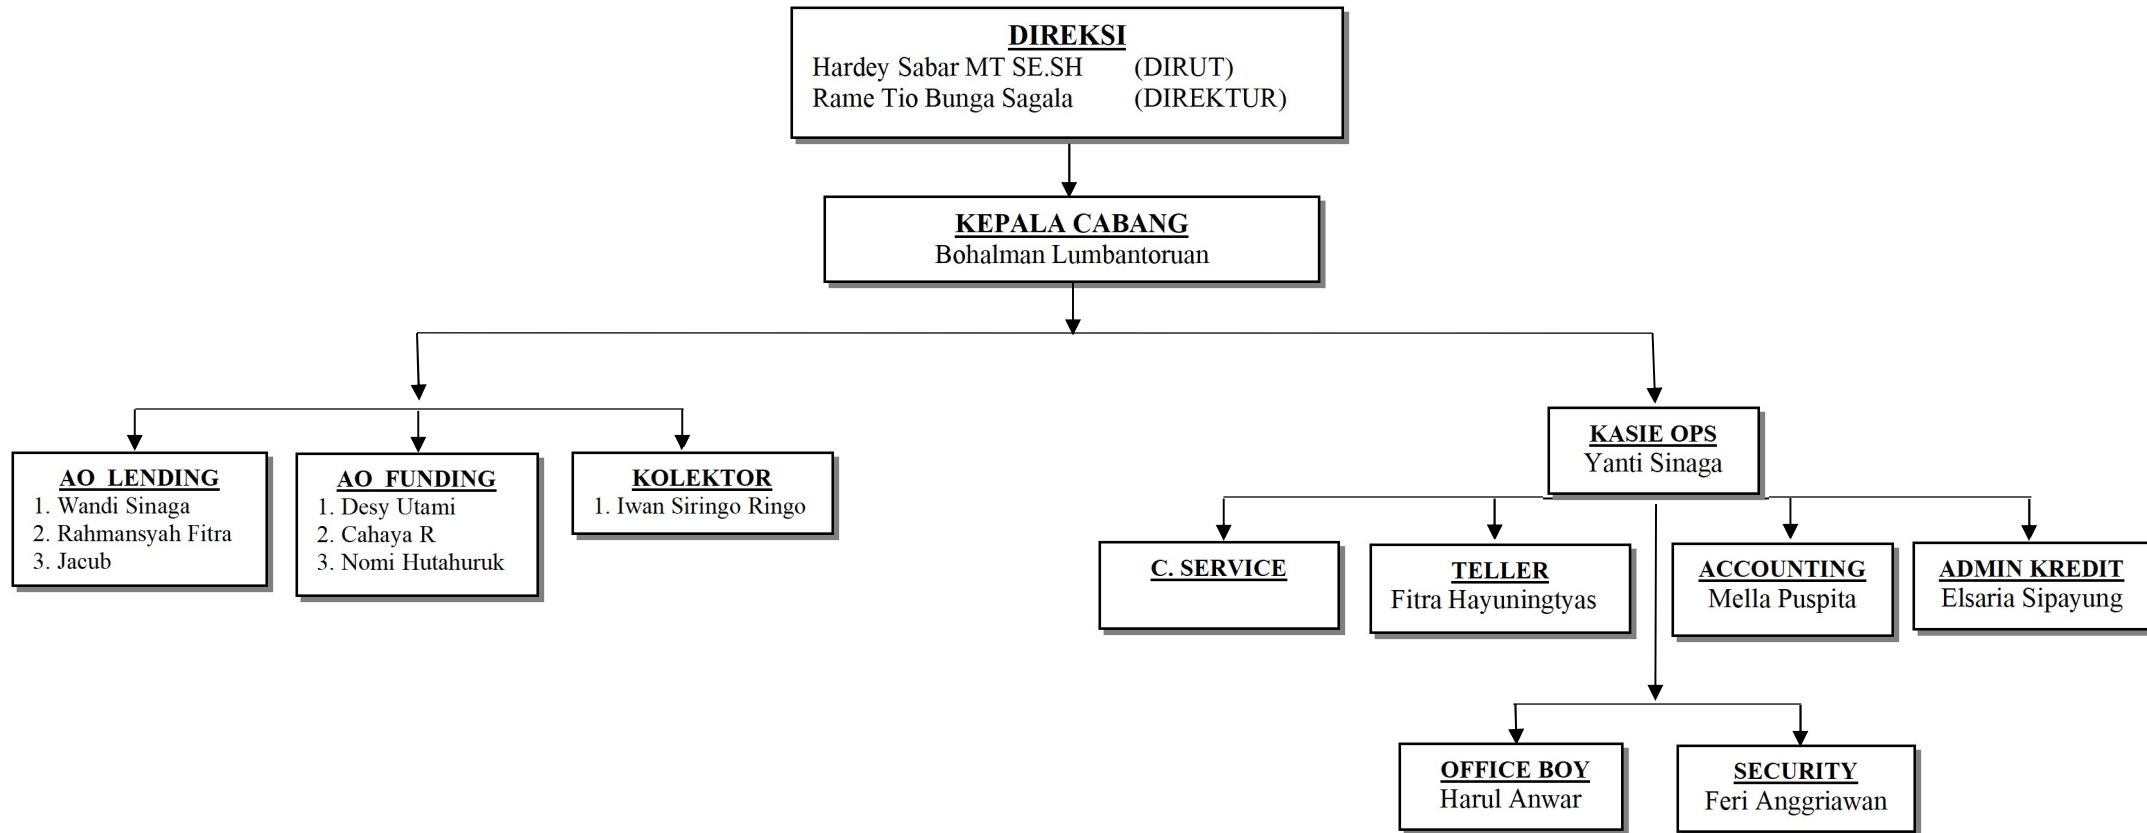 DIREKSI
Hardey Sabar MT SE.SH (DIRUT)
Rame Tio Bunga Sagala (DIREKTUR)
KEPALA CABANG
Bohalman Lumbantoruan
AO LENDING
1. Wandi Sinaga
2. Rahmansyah Fitra
3. Jacub
AO FUNDING
1. Desy Utami
2. Cahaya R
3. Nomi Hutahuruk
KOLEKTOR
1. Iwan Siringo Ringo
KASIE OPS
Yanti Sinaga
C. SERVICE
TELLER
Fitra Hayuningtyas
ACCOUNTING
Mella Puspita
ADMIN KREDIT
Elsaria Sipayung
OFFICE BOY
Harul Anwar
SECURITY
Feri Anggriawan